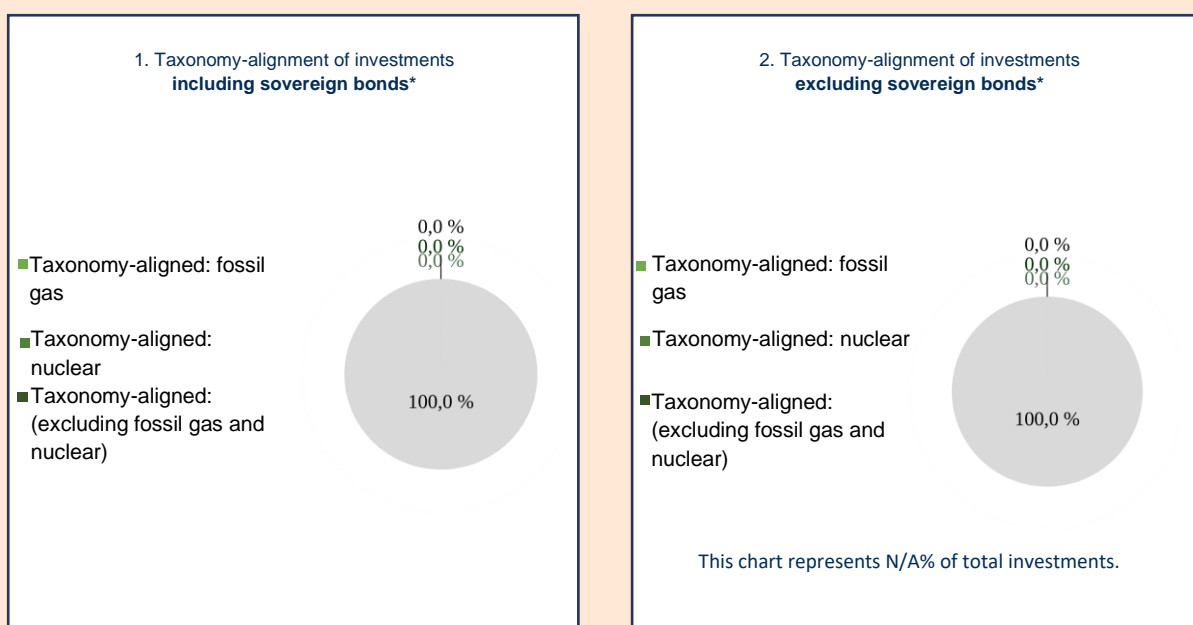 1. Taxonomy-alignment of investments
including sovereign bonds*
0,0 %
0,0 %
0,0 %
Taxonomy-aligned: fossil
gas
Taxonomy-aligned:
nuclear
Taxonomy-aligned:
(excluding fossil gas and
nuclear)
100,0 %
2. Taxonomy-alignment of investments
excluding sovereign bonds*
0,0 %
0,0 %
0,0 %
Taxonomy-aligned: fossil
gas
Taxonomy-aligned: nuclear
Taxonomy-aligned:
(excluding fossil gas and
nuclear)
100,0 %
This chart represents N/A% of total investments.